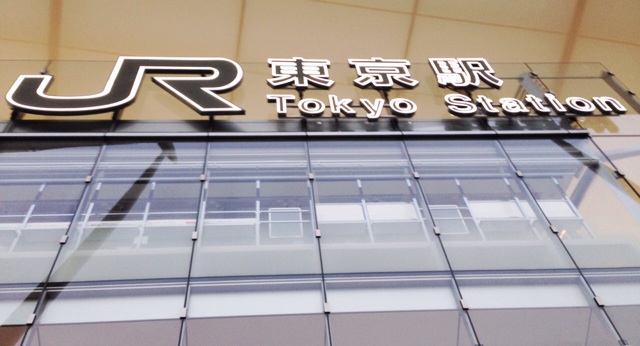 JR 東京駅
Tokyo Station